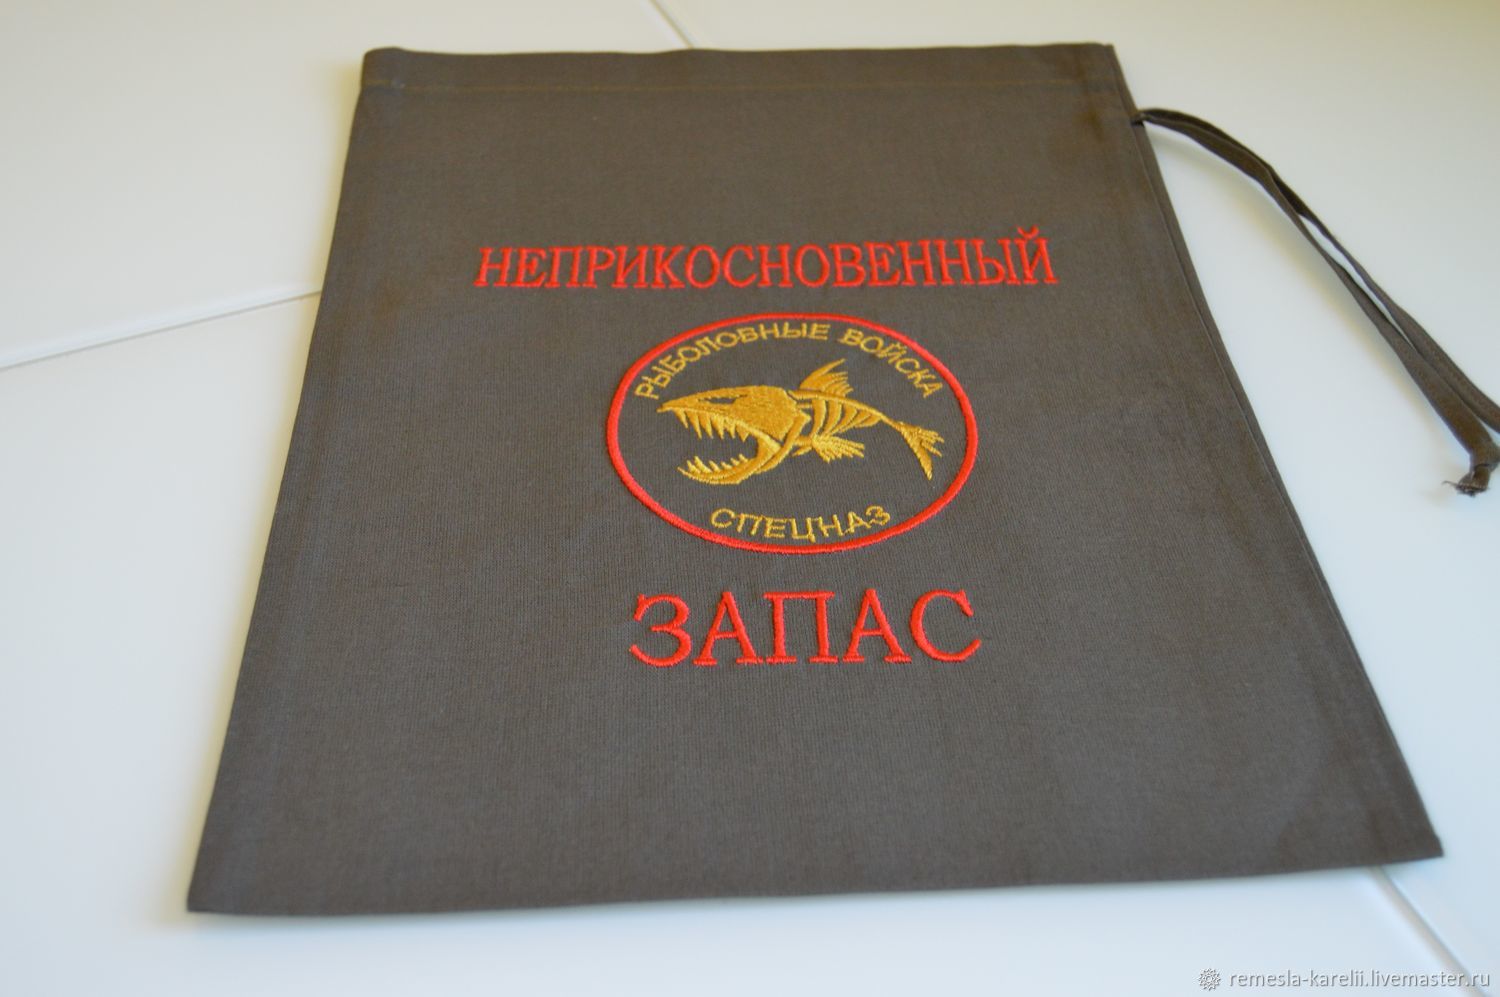 НЕПРИКОСНОВЕННЫЙ
РЫБОЛОВНЫЕ ВОЙСКА
СПЕЦНАЗ
ЗАПАС
remesla-karelii.livemaster.ru